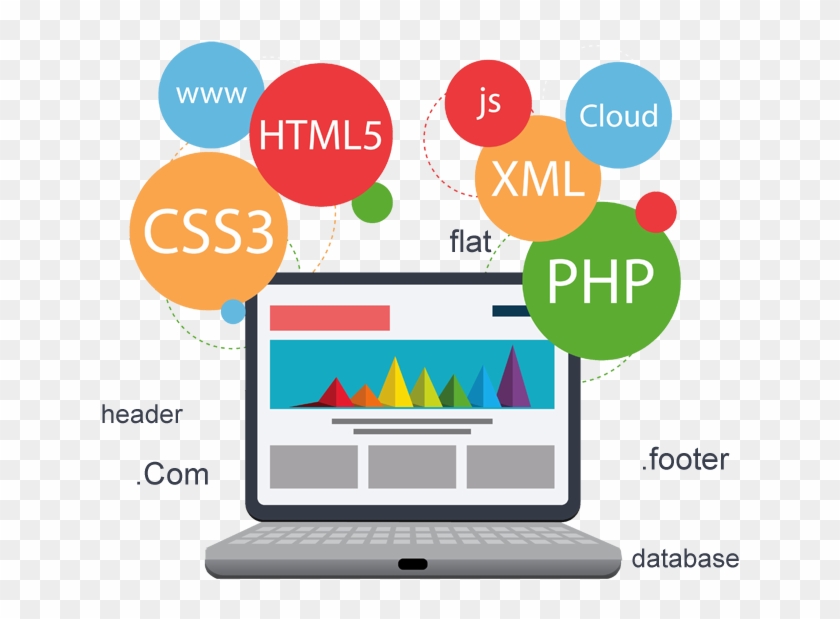 www
HTML5
CSS3
js
Cloud
XML
PHP
flat
header
.Com
.footer
database